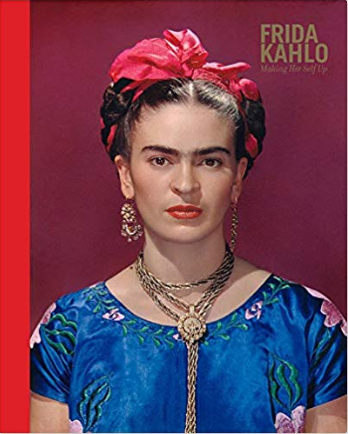 FRIDA
KAHLO
Making Her Self Up